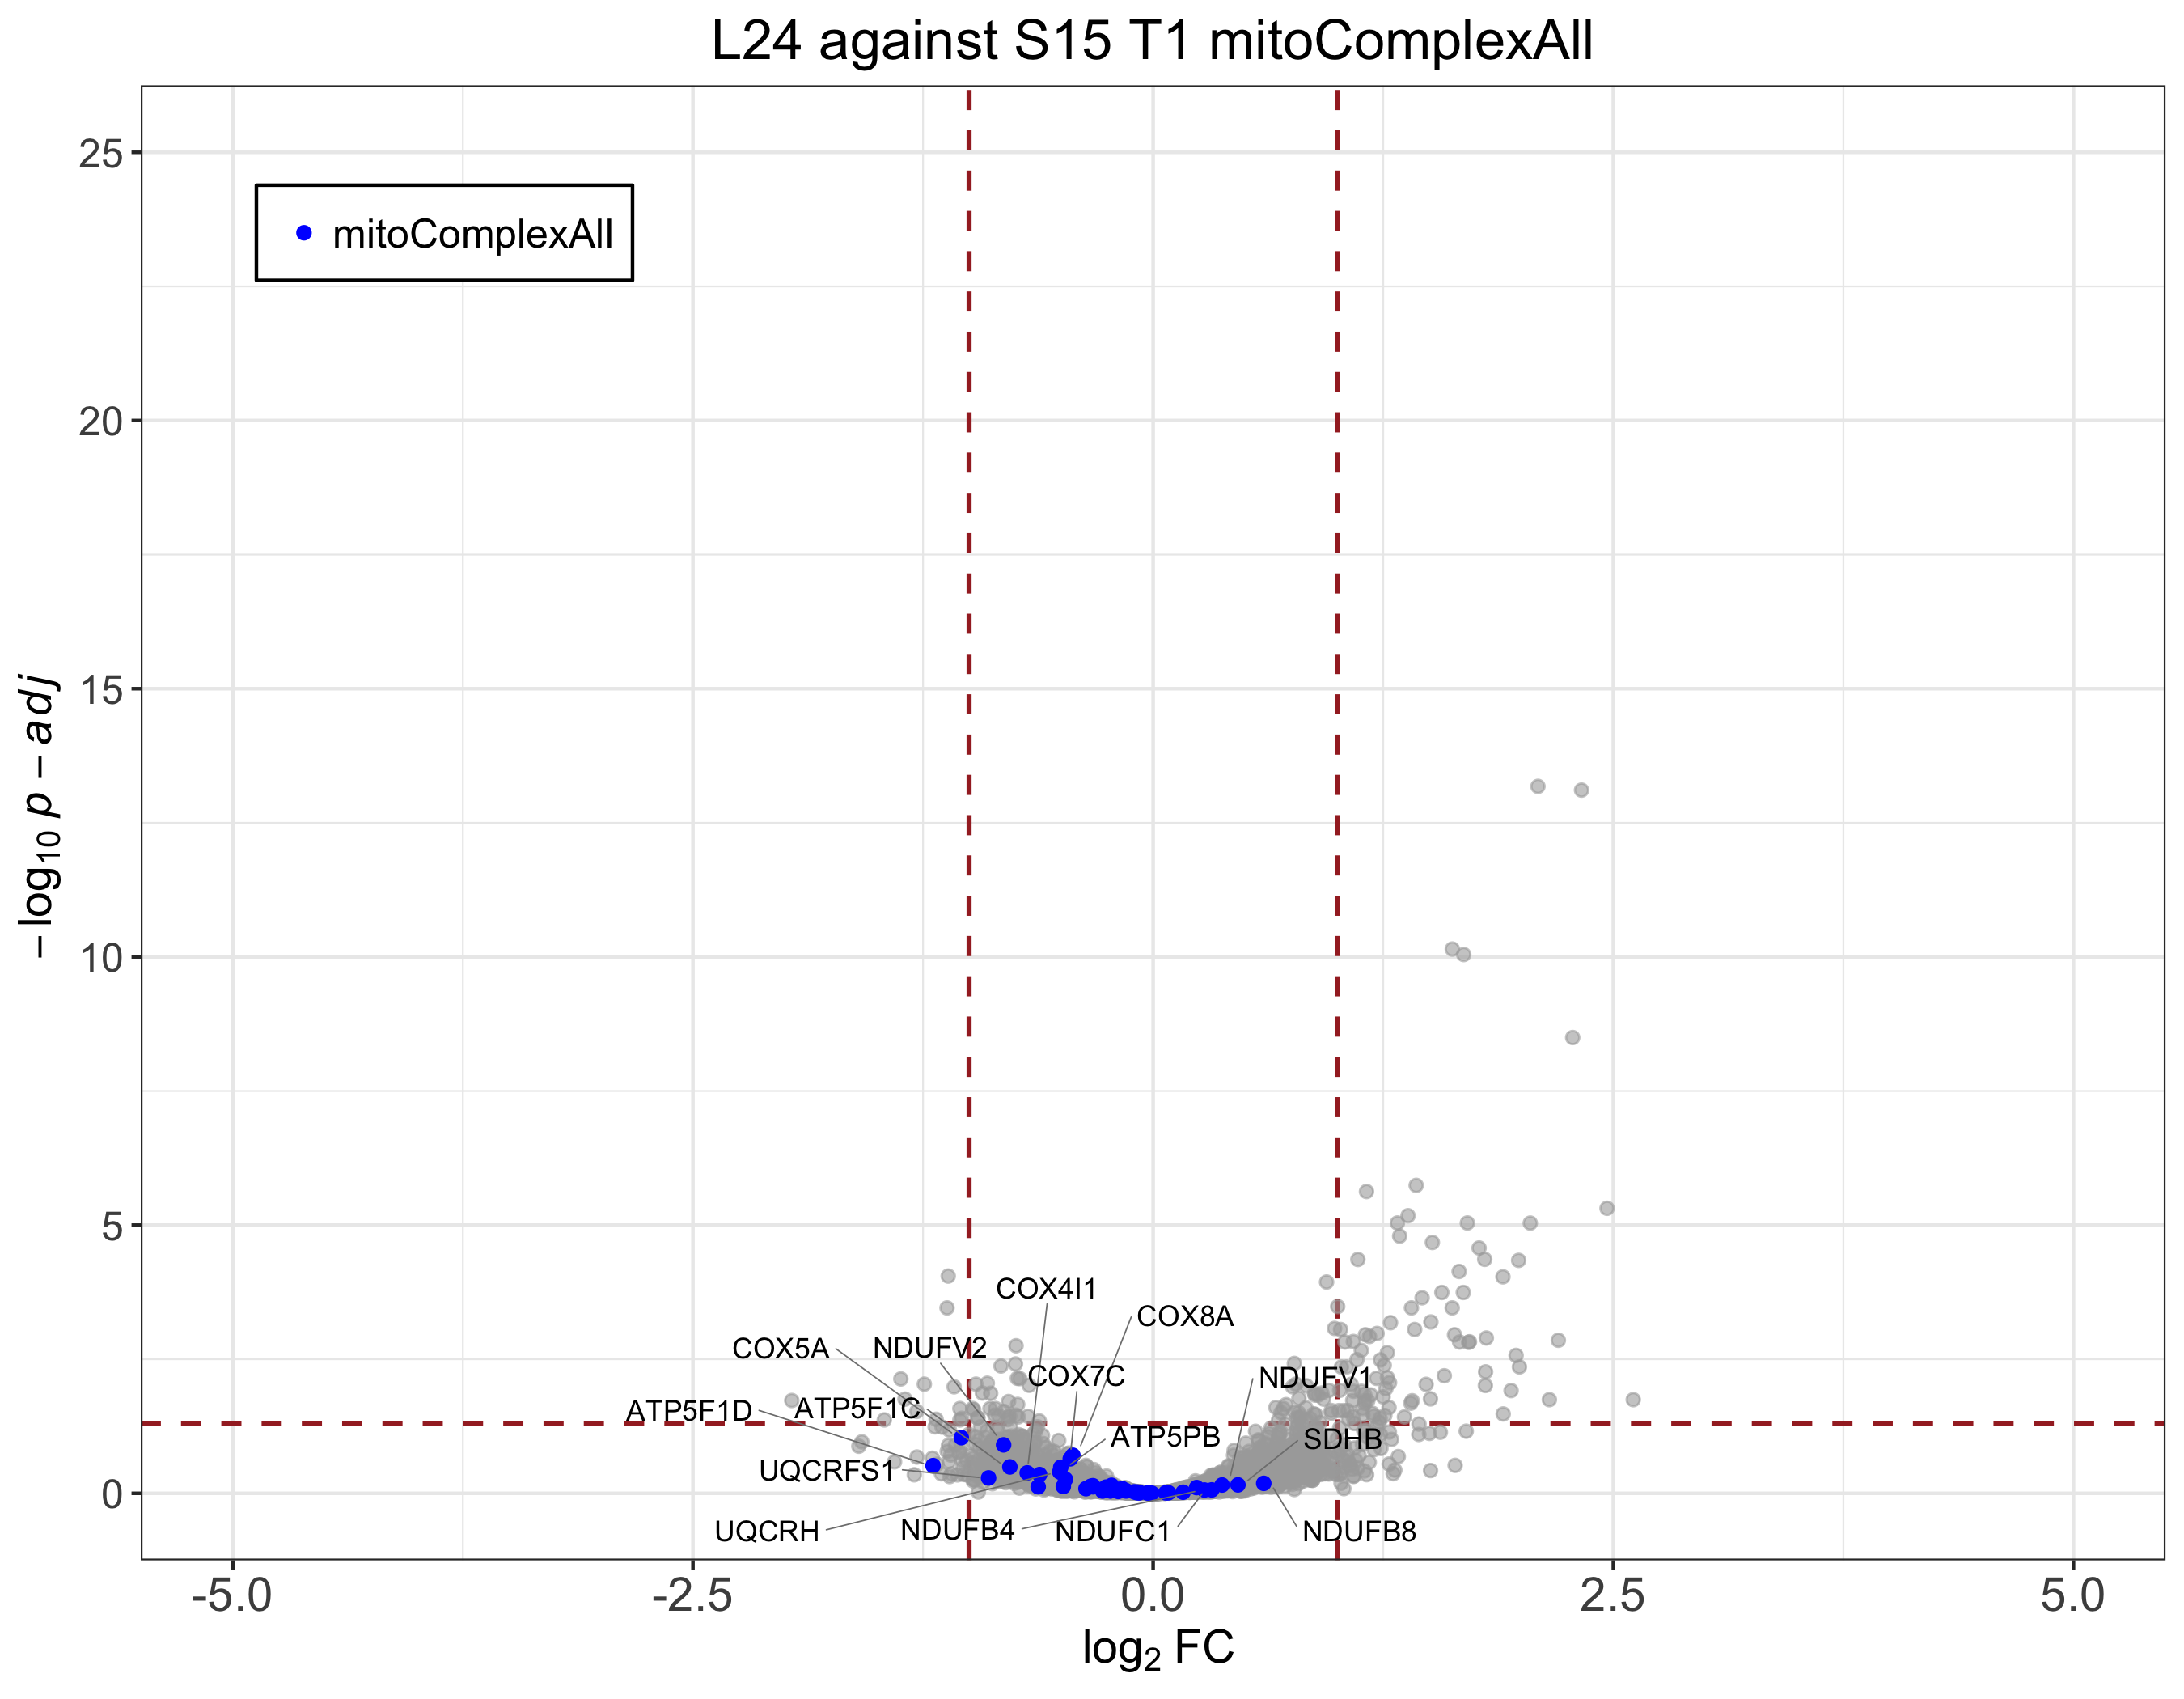 L24 against S15 T1 mitoComplexAll
25
mitoComplexAll
20
15
10
5
0
−log10 p − adj
COX4I1
COX8A
COX5A
NDUFV2
COX7C
NDUFV1
ATP5F1D
ATP5F1C
ATP5PB
SDHB
UQCRFS1
UQCRH
NDUFB4
NDUFC1
NDUFB8
-5.0
-2.5
0.0
2.5
5.0
log2 FC